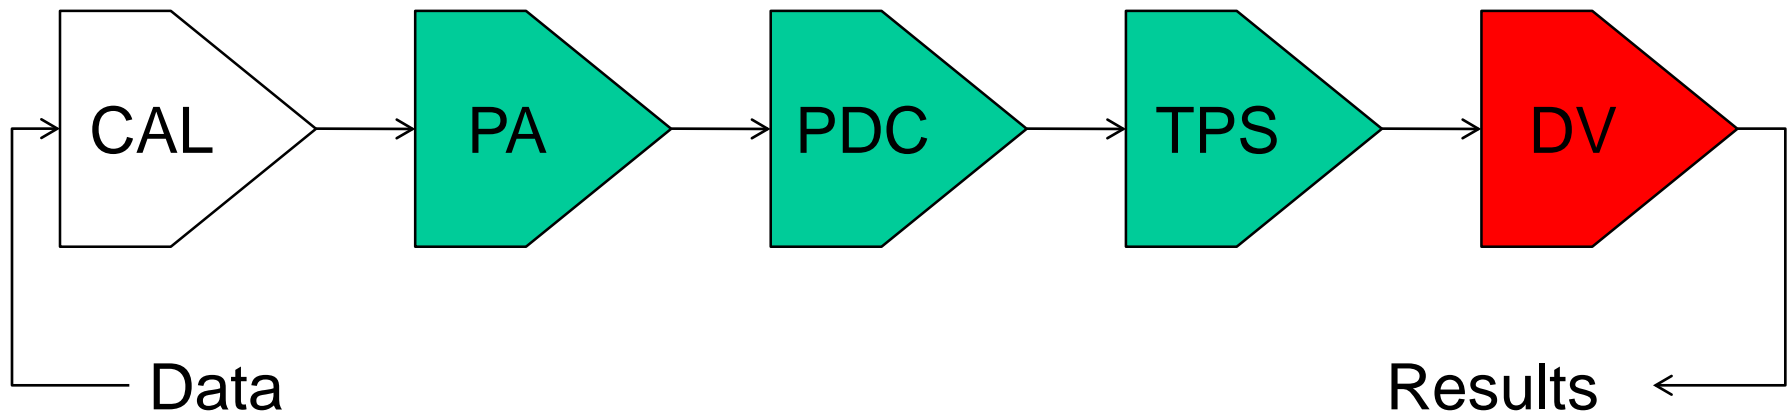 CAL
PA
PDC
TPS
DV
Data
Results